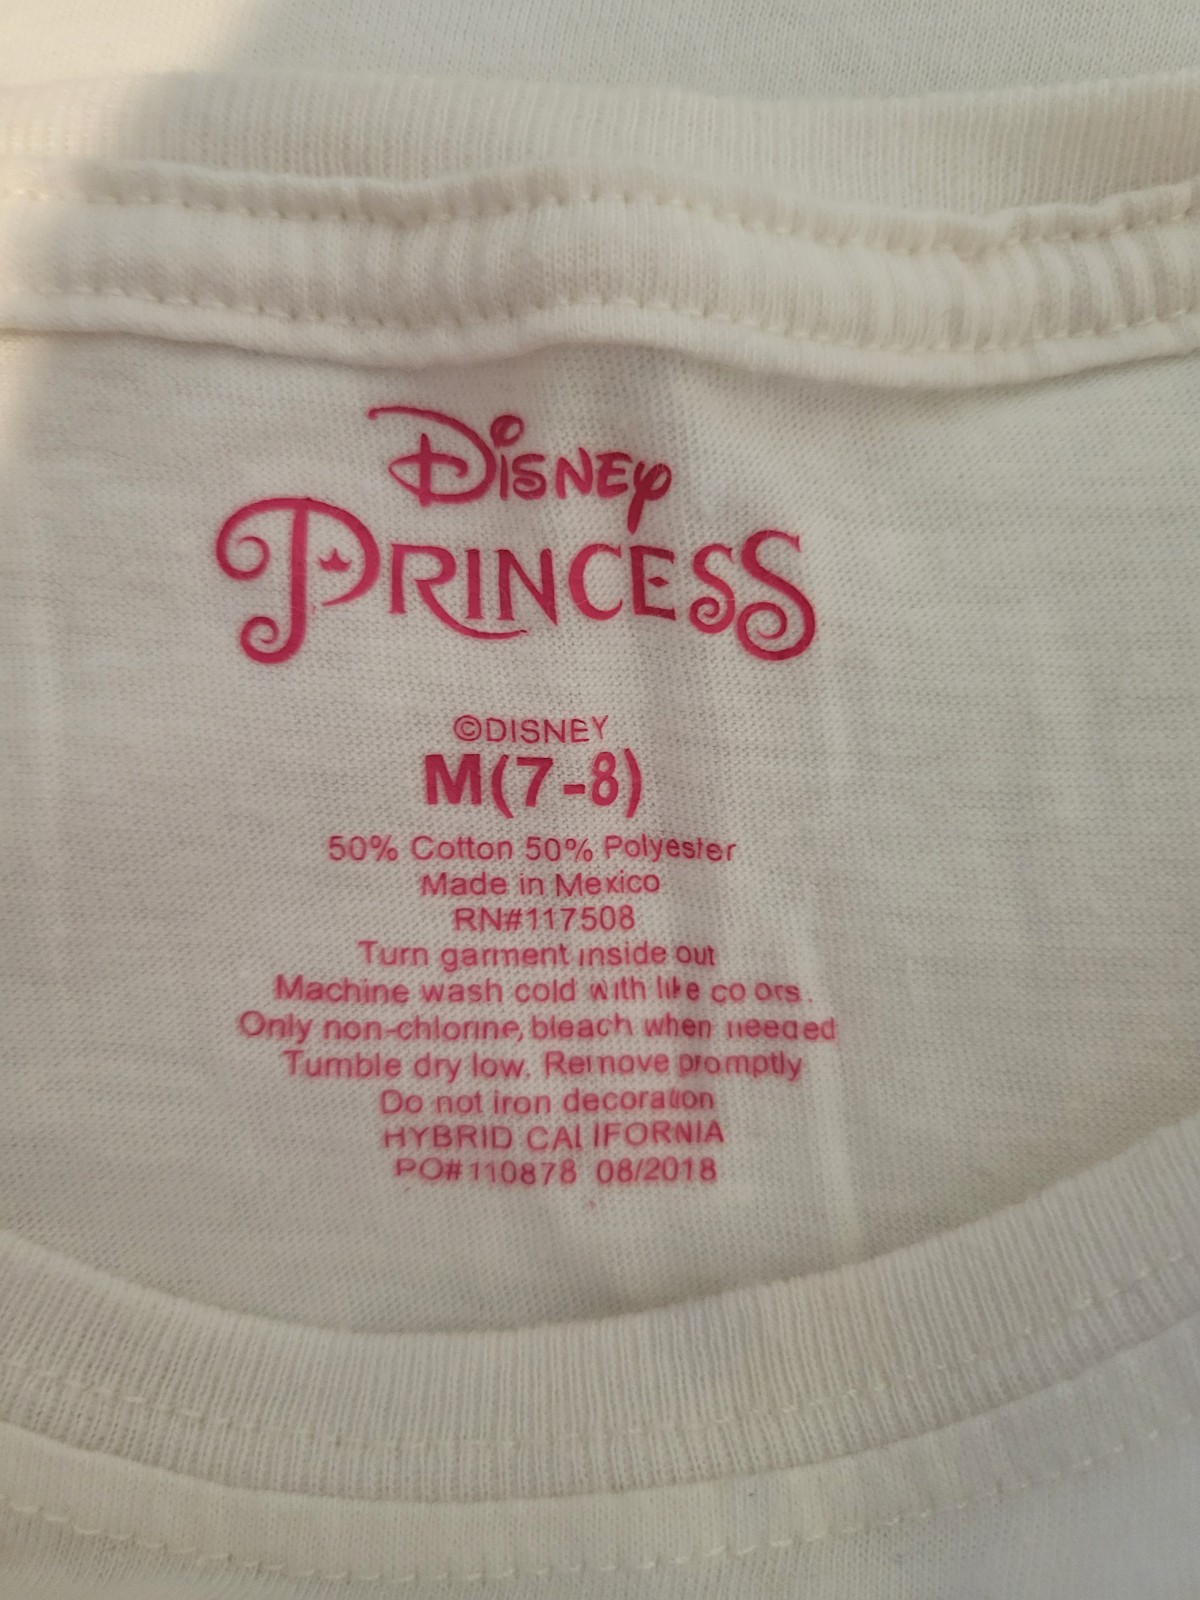 Disney
PRINCESS
©DISNEY
M(7-8)
50% Cotton 50% Polyester
Made in Mexico
RN#117508
Turn garment inside out
Machine wash cold with like colors.
Only non-chlorine, bleach when needed
Tumble dry low. Remove promptly
Do not iron decoration
HYBRID CALIFORNIA
PO#110878 08/2018